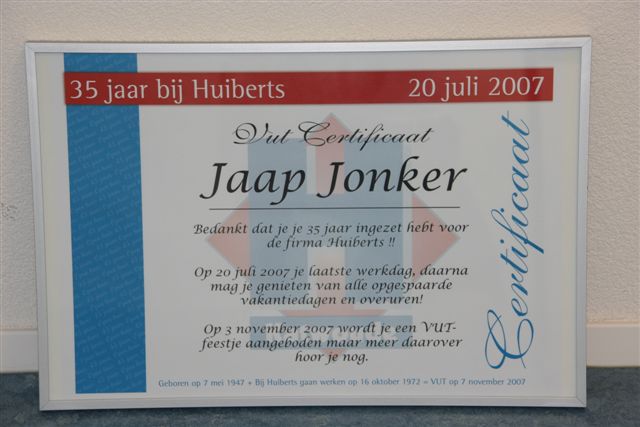 35 jaar bij Huiberts 20 juli 2007
Vut Certificaat
Jaap Jonker
Bedankt dat je je 35 jaar ingezet hebt voor
de firma Huiberts !!
Op 20 juli 2007 je laatste werkdag, daarna
mag je genieten van alle opgespaarde
vakantiedagen en overuren!
Op 3 november 2007 wordt je een VUT-
feestje aangeboden maar meer daarover
hoor je nog.
Geboren op 7 mei 1947 + Bij Huiberts gaan werken op 16 oktober 1972 = VUT op 7 november 2007
Certificaat